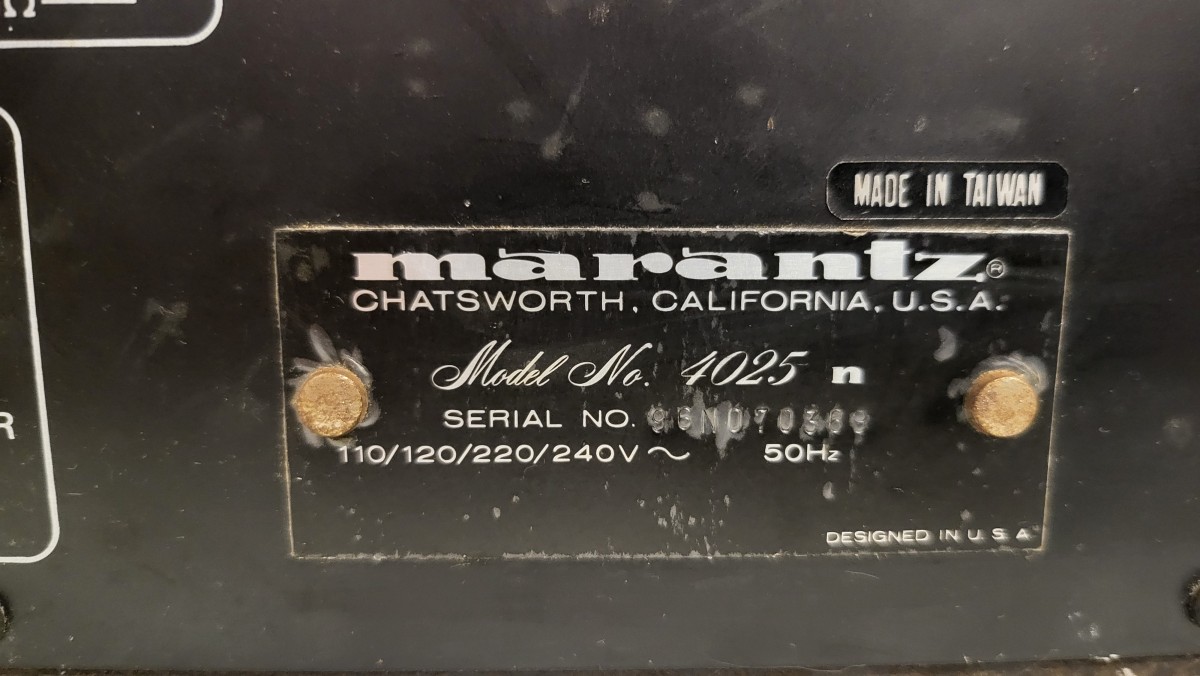 Ω
MADE IN TAIWAN
marantz®
CHATSWORTH, CALIFORNIA, U.S.A.
Model No. 4025 n
SERIAL NO.
110/120/220/240V ~ 50Hz
R
DESIGNED IN U S A